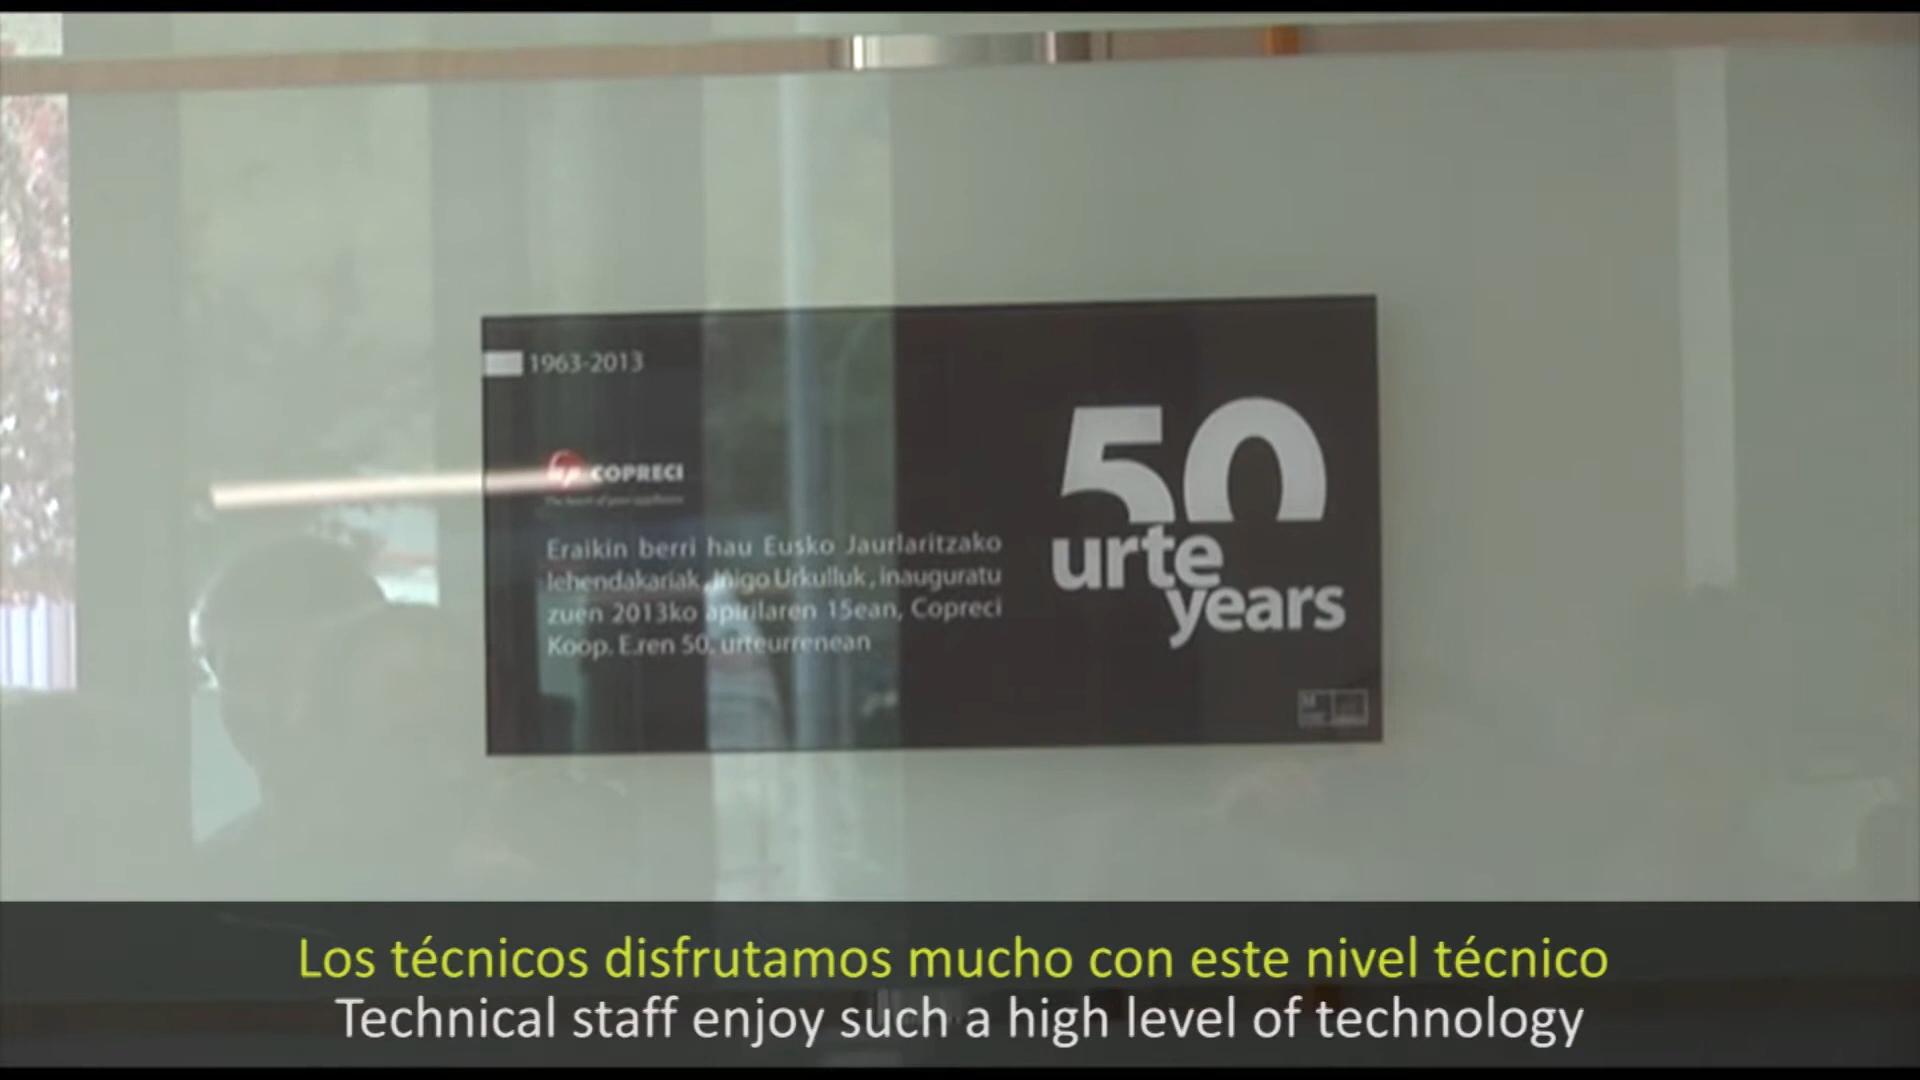 1963-2013
COPRECI
Eraikin berri hau Eusko Jaurlaritzako
lehendakariak, Iñigo Urkulluk, inauguratu
zuen 2013ko apirilaren 15ean, Copreci
Koop. E.ren 50. urteurrenean
50
urte
years
Los técnicos disfrutamos mucho con este nivel técnico
Technical staff enjoy such a high level of technology